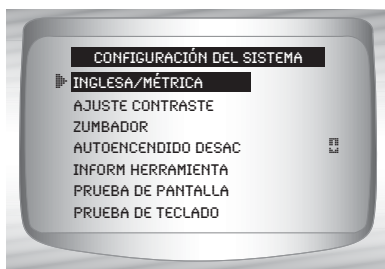 CONFIGURACIÓN DEL SISTEMA
INGLESA/MÉTRICA
AJUSTE CONTRASTE
ZUMBADOR
AUTOENCENDIDO DESAC
INFORM HERRAMIENTA
PRUEBA DE PANTALLA
PRUEBA DE TECLADO